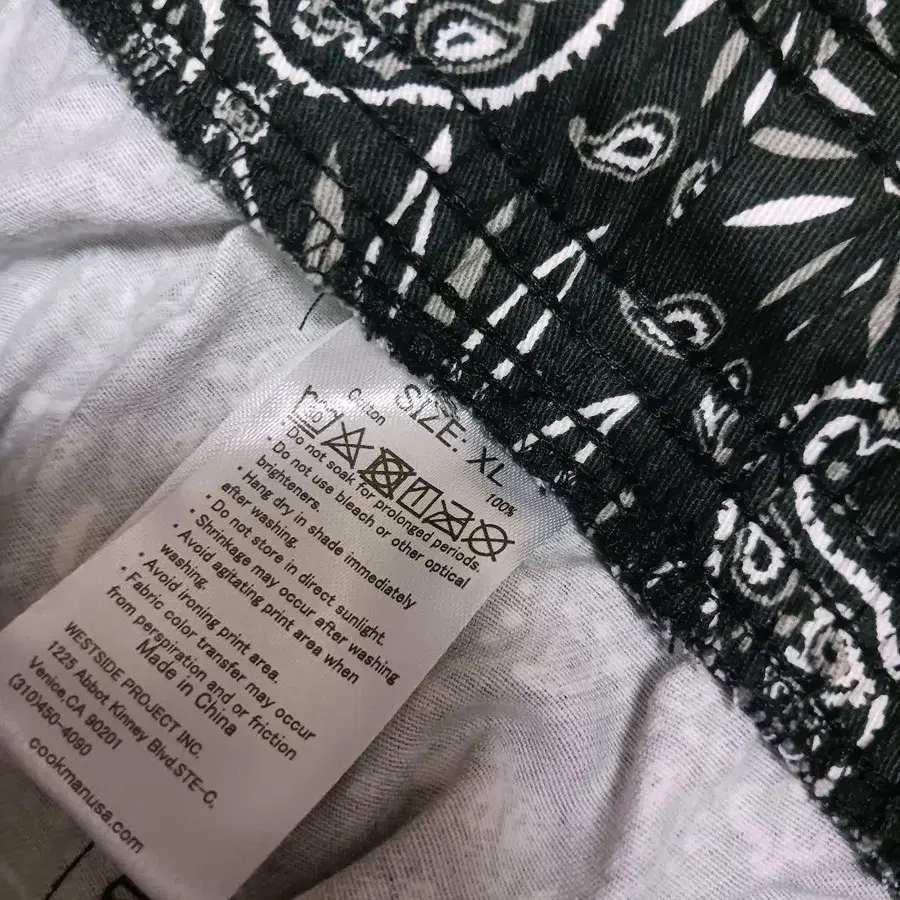 SIZE: XL
Cotton 100%
· Do not soak for prolonged periods.
· Do not use bleach or other optical
brighteners.
· Hang dry in shade immediately
after washing.
· Do not store in direct sunlight.
· Shrinkage may occur after washing
· Avoid agitating print area when
washing.
· Avoid ironing print area.
· Fabric color transfer may occur
from perspiration and/or friction
Made in China
WESTSIDE PROJECT INC.
1225 Abbot Kinney Blvd.STE-C,
Venice,CA 90201
(310)450-4090
cookmanusa.com